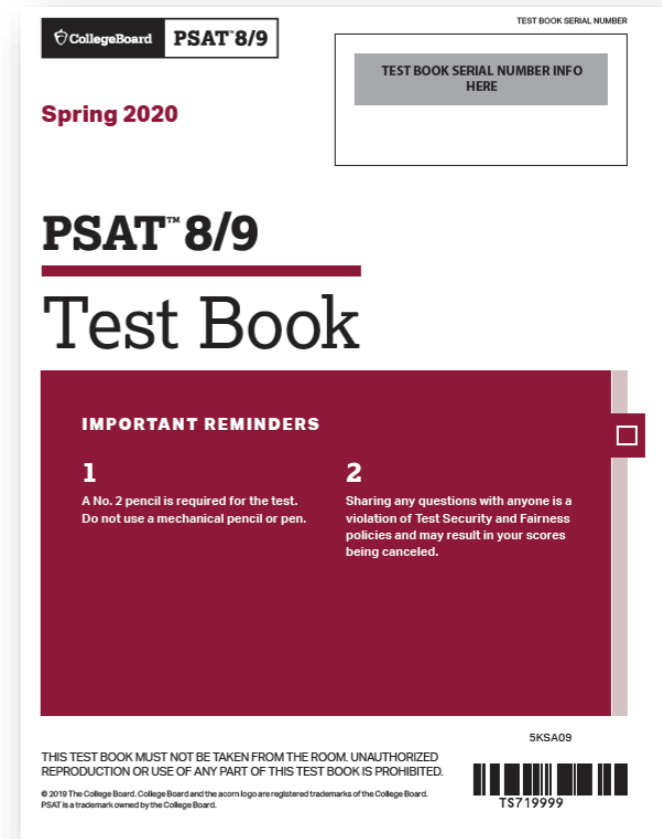 CollegeBoard PSAT™ 8/9
TEST BOOK SERIAL NUMBER
TEST BOOK SERIAL NUMBER INFO
HERE
Spring 2020
PSAT™ 8/9
Test Book
IMPORTANT REMINDERS
1
A No. 2 pencil is required for the test.
Do not use a mechanical pencil or pen.
2
Sharing any questions with anyone is a
violation of Test Security and Fairness
policies and may result in your scores
being canceled.
5KSA09
THIS TEST BOOK MUST NOT BE TAKEN FROM THE ROOM. UNAUTHORIZED
REPRODUCTION OR USE OF ANY PART OF THIS TEST BOOK IS PROHIBITED.
© 2019 The College Board. College Board and the acorn logo are registered trademarks of the College Board.
PSAT is a trademark owned by the College Board.
TS719999